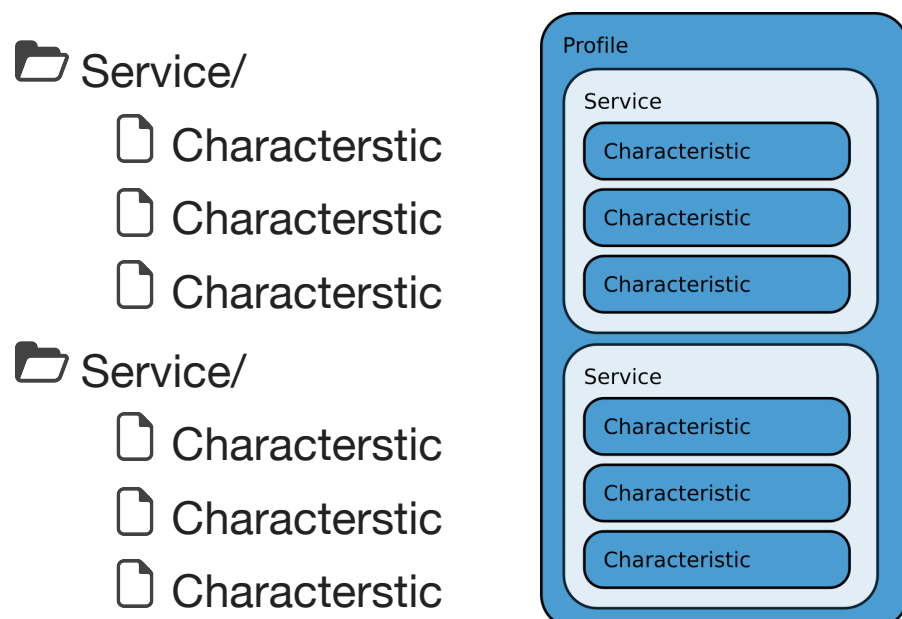 Service/
Characterstic
Characterstic
Characterstic
Service/
Characterstic
Characterstic
Characterstic
Profile
Service
Characteristic
Characteristic
Characteristic
Service
Characteristic
Characteristic
Characteristic